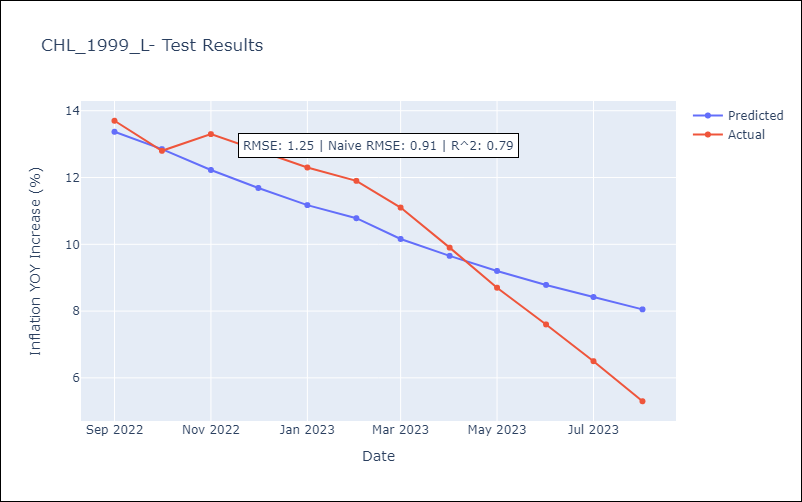 CHL_1999_L- Test Results
14
12
10
8
6
Inflation YOY Increase (%)
RMSE: 1.25 | Naive RMSE: 0.91 | R^2: 0.79
Predicted
Actual
Sep 2022 Nov 2022 Jan 2023 Mar 2023 May 2023 Jul 2023
Date